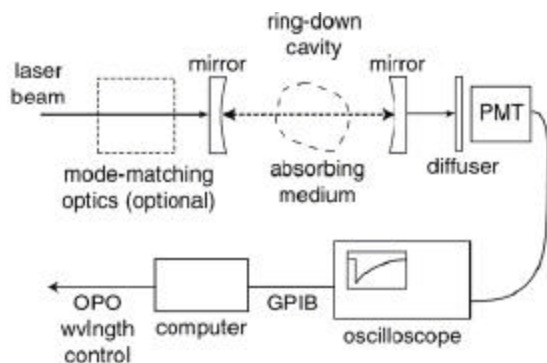 ring-down
cavity
laser
beam
mirror
mirror
PMT
mode-matching
optics (optional)
absorbing
medium
diffuser
OPO
wvlngth
control
computer
GPIB
oscilloscope